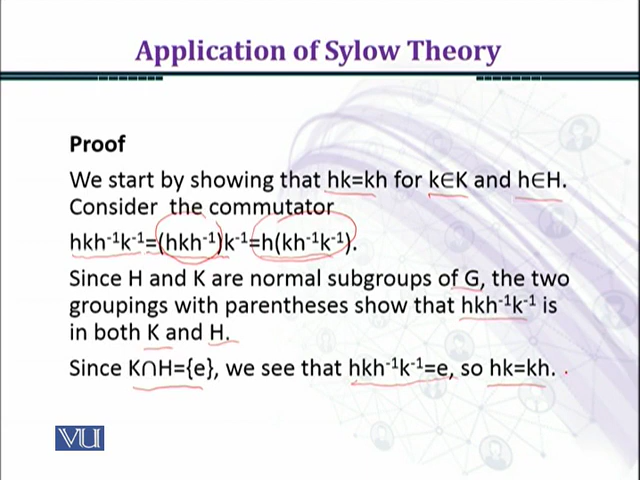 Application of Sylow Theory
Proof
We start by showing that hk=kh for k∈K and h∈H.
Consider the commutator
hkh⁻¹k⁻¹=(hkh⁻¹)k⁻¹=h(kh⁻¹k⁻¹).
Since H and K are normal subgroups of G, the two
groupings with parentheses show that hkh⁻¹k⁻¹ is
in both K and H.
Since K∩H={e}, we see that hkh⁻¹k⁻¹=e, so hk=kh.
VU